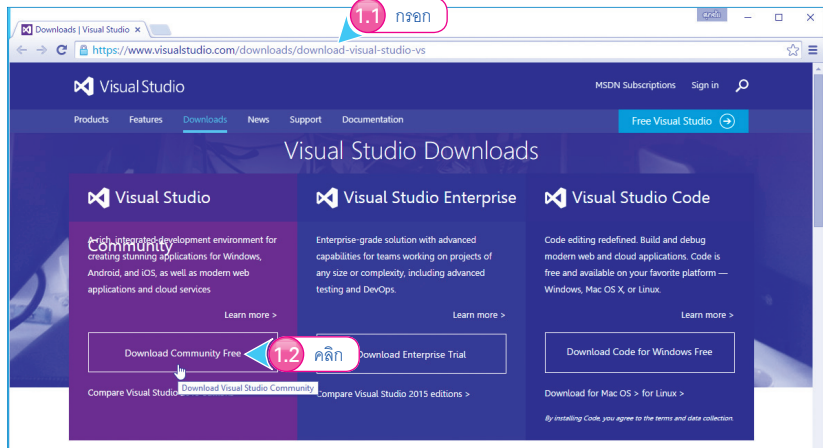 1.1 กรอก
Downloads | Visual Studio
https://www.visualstudio.com/downloads/download-visual-studio-vs
Visual Studio
MSDN Subscriptions Sign in
Products Features Downloads News Support Documentation
Free Visual Studio
Visual Studio Downloads
Visual Studio
Community
A rich, integrated development environment for
creating stunning applications for Windows,
Android, and iOS, as well as modern web
applications and cloud services
Learn more >
Download Community Free
1.2 คลิก
Download Visual Studio Community
Compare Visual Studio
Visual Studio Enterprise
Enterprise-grade solution with advanced
capabilities for teams working on projects of
any size or complexity, including advanced
testing and DevOps.
Learn more >
Download Enterprise Trial
Compare Visual Studio 2015 editions >
Visual Studio Code
Code editing redefined. Build and debug
modern web and cloud applications. Code is
free and available on your favorite platform —
Windows, Mac OS X, or Linux.
Learn more >
Download Code for Windows Free
Download for Mac OS > for Linux >
By installing Code, you agree to the terms and data collection.